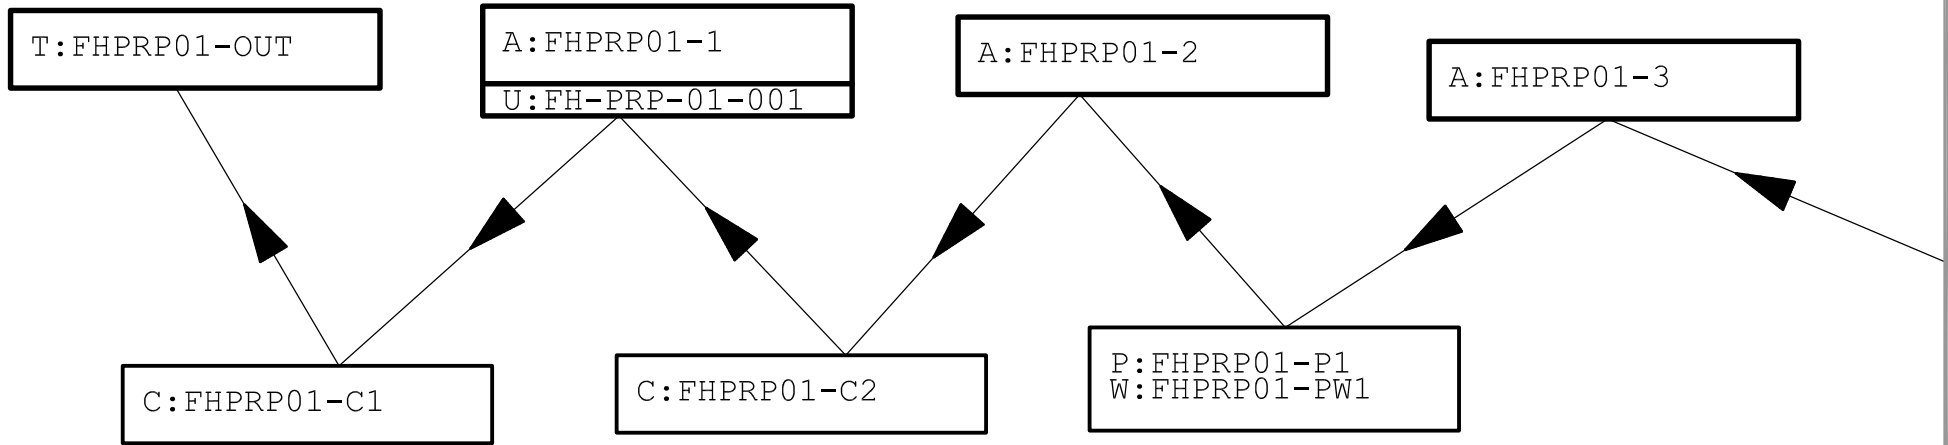 T:FHPRP01-OUT
A:FHPRP01-1
U:FH-PRP-01-001
A:FHPRP01-2
A:FHPRP01-3
C:FHPRP01-C1
C:FHPRP01-C2
P:FHPRP01-P1
W:FHPRP01-PW1